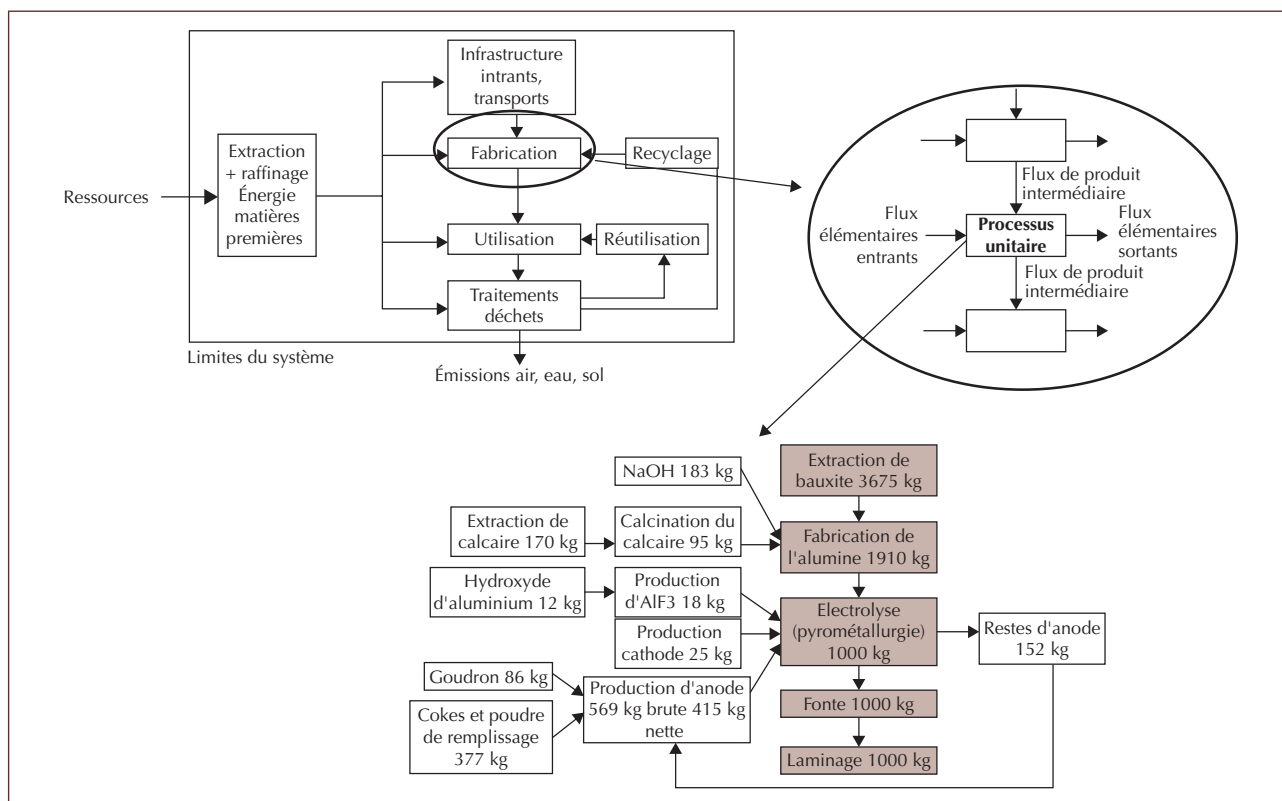 Infrastructure
intrants,
transports
Extraction
+ raffinage
Énergie
matières
premières
Fabrication
Recyclage
Ressources
Utilisation
Réutilisation
Traitements
déchets
Limites du système
Émissions air, eau, sol
Flux de produit
intermédiaire
Flux
élémentaires
entrants
Processus
unitaire
Flux
élémentaires
sortants
Flux de produit
intermédiaire
NaOH 183 kg
Extraction de
bauxite 3675 kg
Extraction de
calcaire 170 kg
Calcination du
calcaire 95 kg
Fabrication de
l'alumine 1910 kg
Hydroxyde
d'aluminium 12 kg
Production
d'AlF3 18 kg
Production
cathode 25 kg
Electrolyse
(pyrométallurgie)
1000 kg
Restes d'anode
152 kg
Goudron 86 kg
Cokes et poudre
de remplissage
377 kg
Production d'anode
569 kg brute 415 kg
nette
Fonte 1000 kg
Laminage 1000 kg